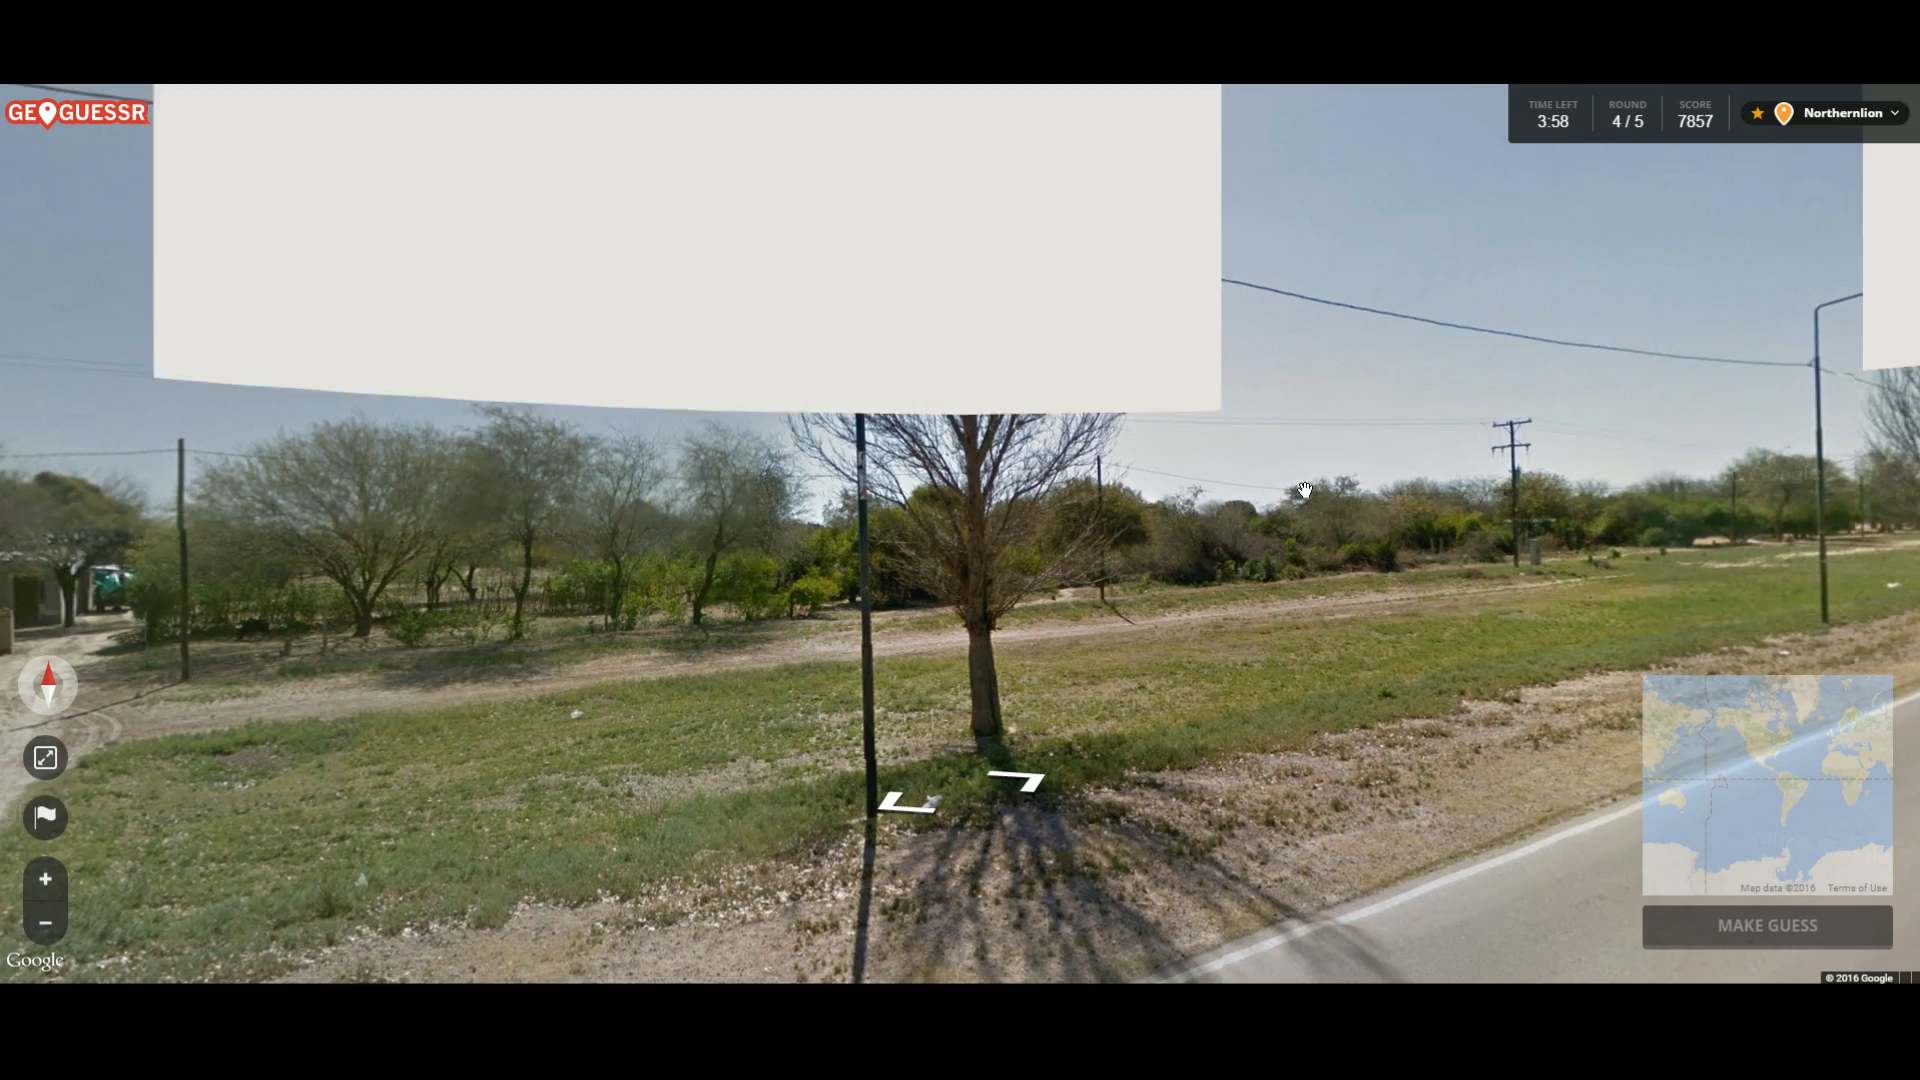 GEOGUESSR
TIME LEFT
3:58
ROUND
4 / 5
SCORE
7857
Northernlion
Map data ©2016 Terms of Use
MAKE GUESS
Google
© 2016 Google